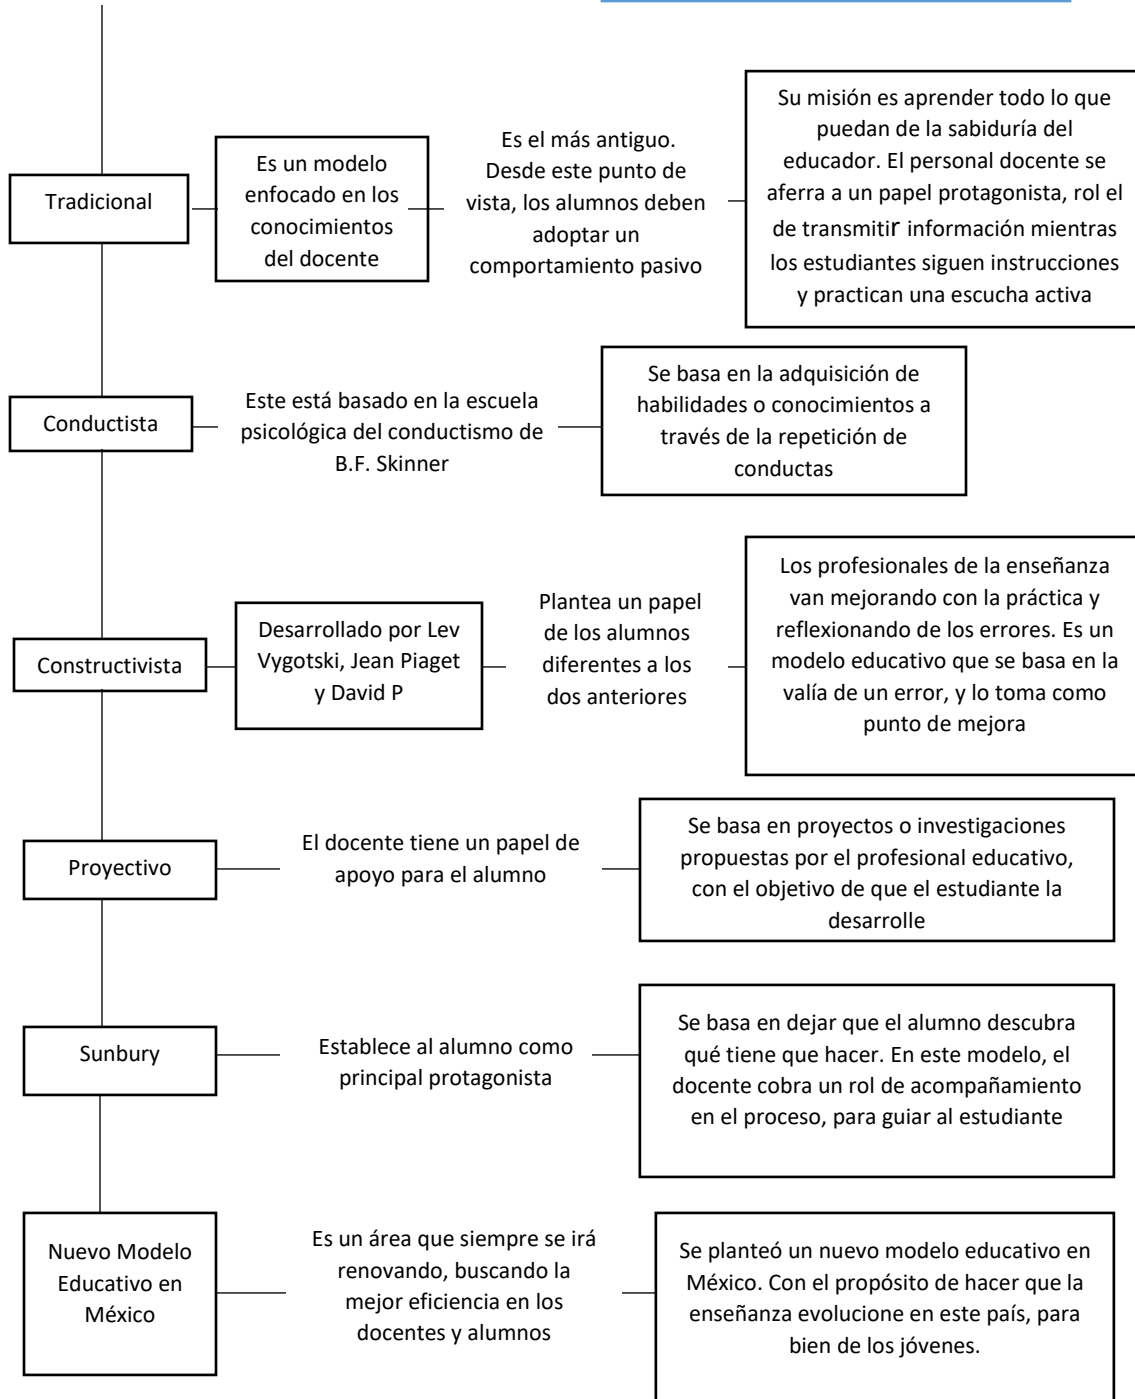 Tradicional
Es un modelo
enfocado en los
conocimientos
del docente
Es el más antiguo.
Desde este punto de
vista, los alumnos deben
adoptar un
comportamiento pasivo
Su misión es aprender todo lo que
puedan de la sabiduría del
educador. El personal docente se
aferra a un papel protagonista, rol el
de transmitir información mientras
los estudiantes siguen instrucciones
y practican una escucha activa
Conductista
Este está basado en la escuela
psicológica del conductismo de
B.F. Skinner
Se basa en la adquisición de
habilidades o conocimientos a
través de la repetición de
conductas
Constructivista
Desarrollado por Lev
Vygotski, Jean Piaget
y David P
Plantea un papel
de los alumnos
diferentes a los
dos anteriores
Los profesionales de la enseñanza
van mejorando con la práctica y
reflexionando de los errores. Es un
modelo educativo que se basa en la
valía de un error, y lo toma como
punto de mejora
Proyectivo
El docente tiene un papel de
apoyo para el alumno
Se basa en proyectos o investigaciones
propuestas por el profesional educativo,
con el objetivo de que el estudiante la
desarrolle
Sunbury
Establece al alumno como
principal protagonista
Se basa en dejar que el alumno descubra
qué tiene que hacer. En este modelo, el
docente cobra un rol de acompañamiento
en el proceso, para guiar al estudiante
Nuevo Modelo
Educativo en
México
Es un área que siempre se irá
renovando, buscando la
mejor eficiencia en los
docentes y alumnos
Se planteó un nuevo modelo educativo en
México. Con el propósito de hacer que la
enseñanza evolucione en este país, para
bien de los jóvenes.